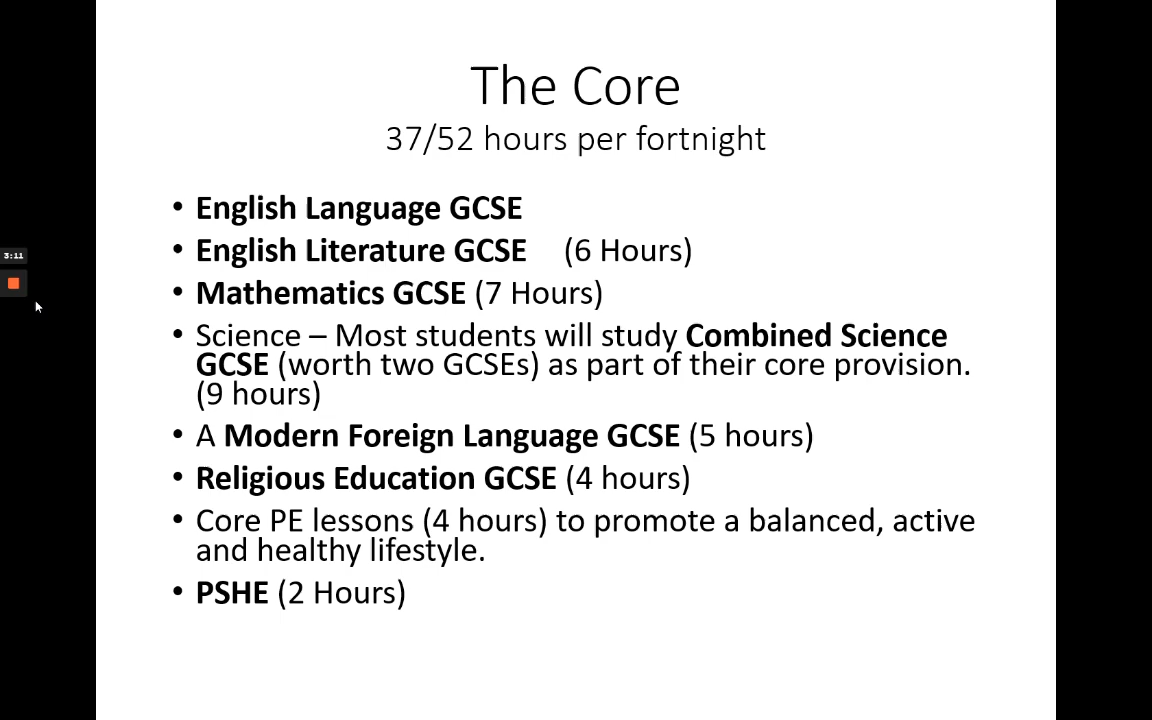 The Core
37/52 hours per fortnight
• English Language GCSE
• English Literature GCSE (6 Hours)
• Mathematics GCSE (7 Hours)
• Science – Most students will study Combined Science
GCSE (worth two GCSEs) as part of their core provision.
(9 hours)
• A Modern Foreign Language GCSE (5 hours)
• Religious Education GCSE (4 hours)
• Core PE lessons (4 hours) to promote a balanced, active
and healthy lifestyle.
• PSHE (2 Hours)
3:11